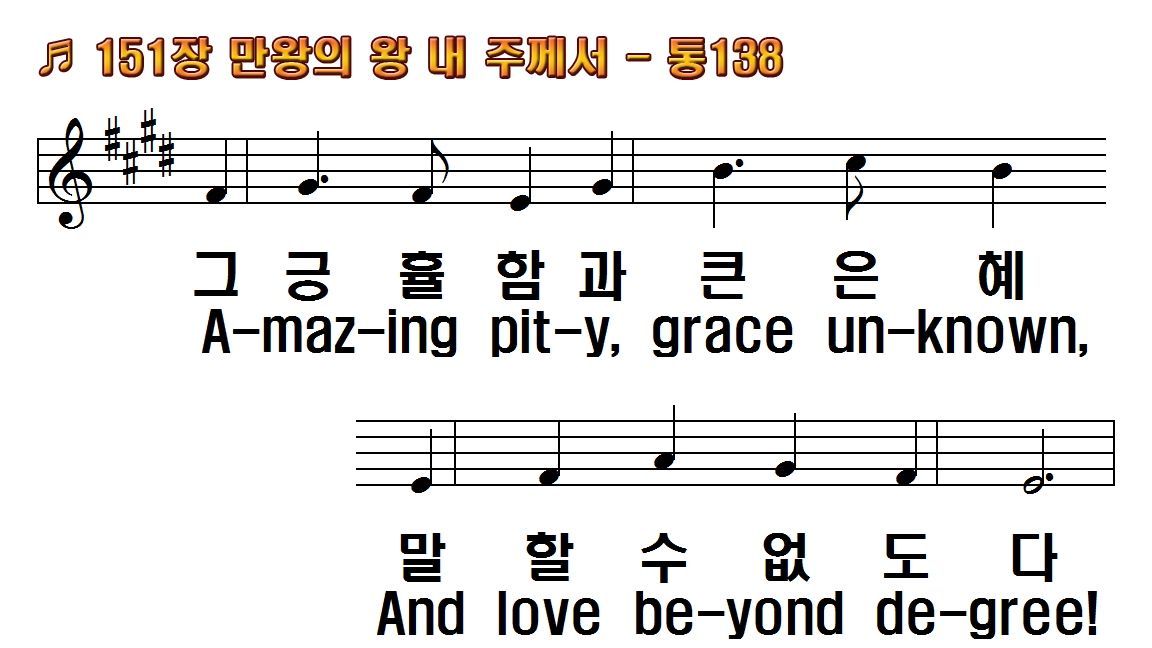 151장 만왕의 왕 내 주께서 - 통138
그 긍 휼 함 과 큰 은 혜
A-maz-ing pit-y, grace un-known,
말 할 수 없 도 다
And love be-yond de-gree!